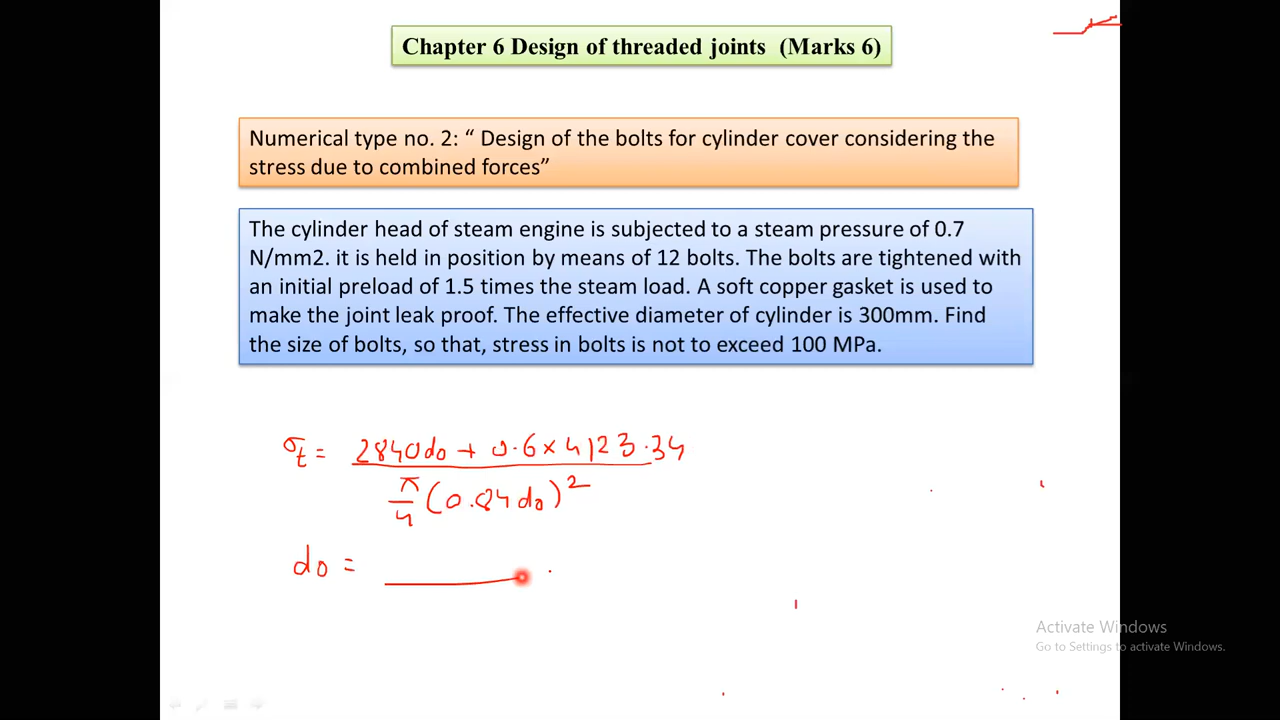 Chapter 6 Design of threaded joints (Marks 6)
Numerical type no. 2: “ Design of the bolts for cylinder cover considering the
stress due to combined forces”
The cylinder head of steam engine is subjected to a steam pressure of 0.7
N/mm2. it is held in position by means of 12 bolts. The bolts are tightened with
an initial preload of 1.5 times the steam load. A soft copper gasket is used to
make the joint leak proof. The effective diameter of cylinder is 300mm. Find
the size of bolts, so that, stress in bolts is not to exceed 100 MPa.
σt = 2840do + 0.6 × 4123.34
π/4 (0.84do)²
do =
Activate Windows
Go to Settings to activate Windows.